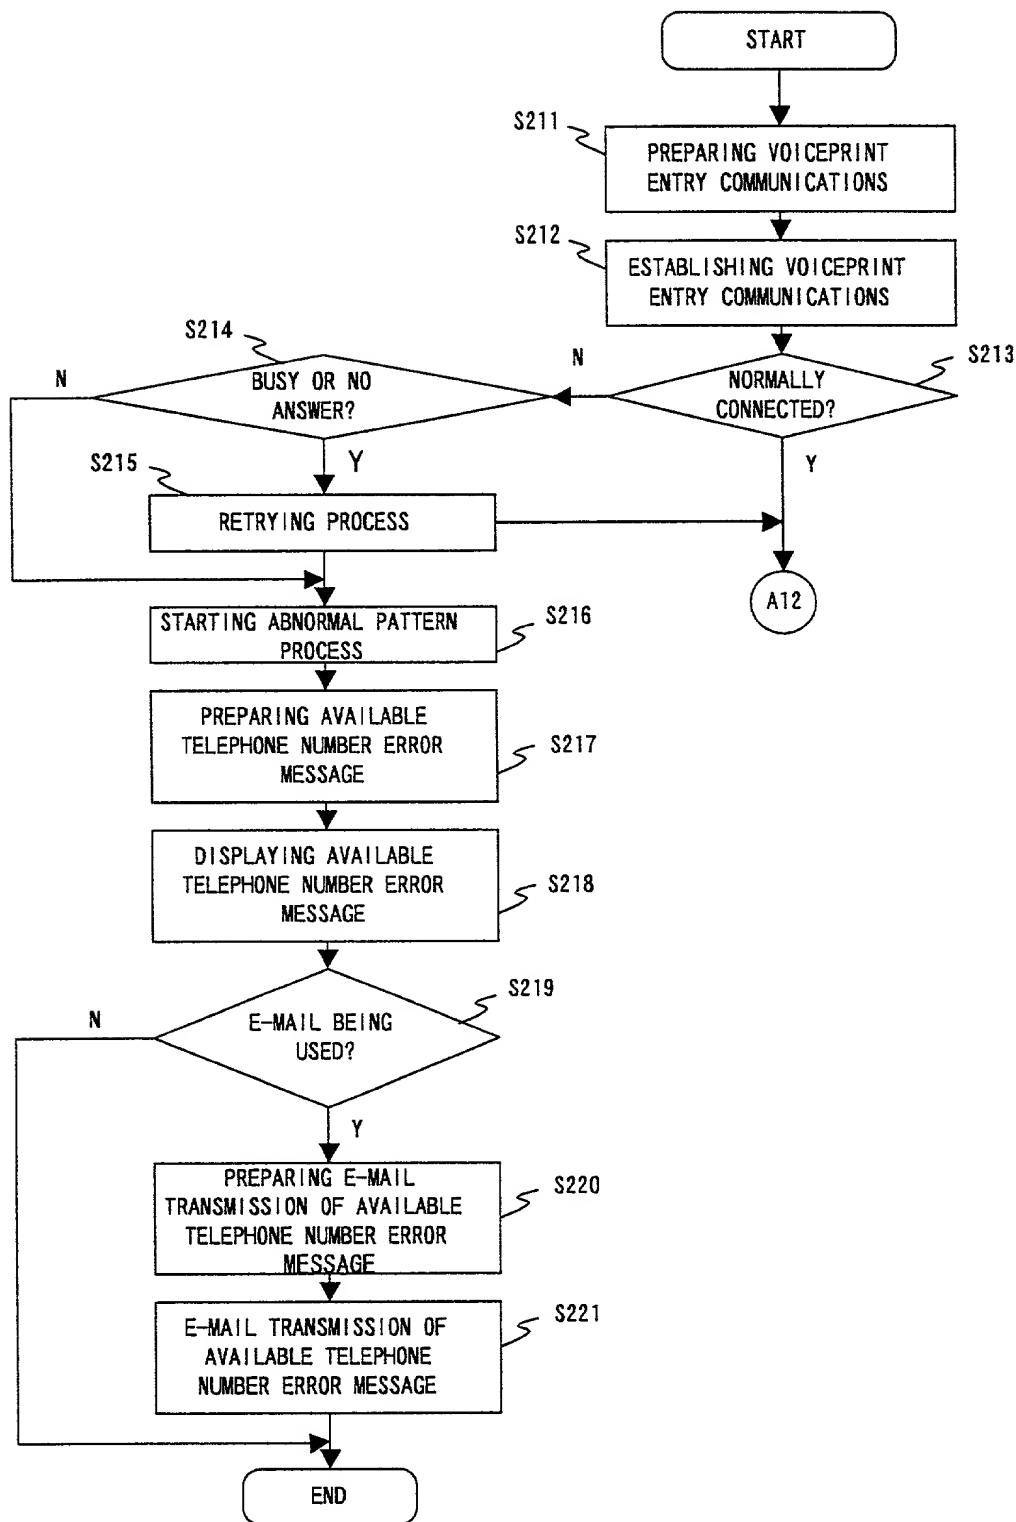 START
S211
PREPARING VOICEPRINT
ENTRY COMMUNICATIONS
S212
ESTABLISHING VOICEPRINT
ENTRY COMMUNICATIONS
S213
NORMALLY
CONNECTED?
N
Y
S214
BUSY OR NO
ANSWER?
N
Y
S215
RETRYING PROCESS
A12
STARTING ABNORMAL PATTERN
PROCESS
S216
PREPARING AVAILABLE
TELEPHONE NUMBER ERROR
MESSAGE
S217
DISPLAYING AVAILABLE
TELEPHONE NUMBER ERROR
MESSAGE
S218
S219
E-MAIL BEING
USED?
N
Y
PREPARING E-MAIL
TRANSMISSION OF AVAILABLE
TELEPHONE NUMBER ERROR
MESSAGE
S220
E-MAIL TRANSMISSION OF
AVAILABLE TELEPHONE
NUMBER ERROR MESSAGE
S221
END